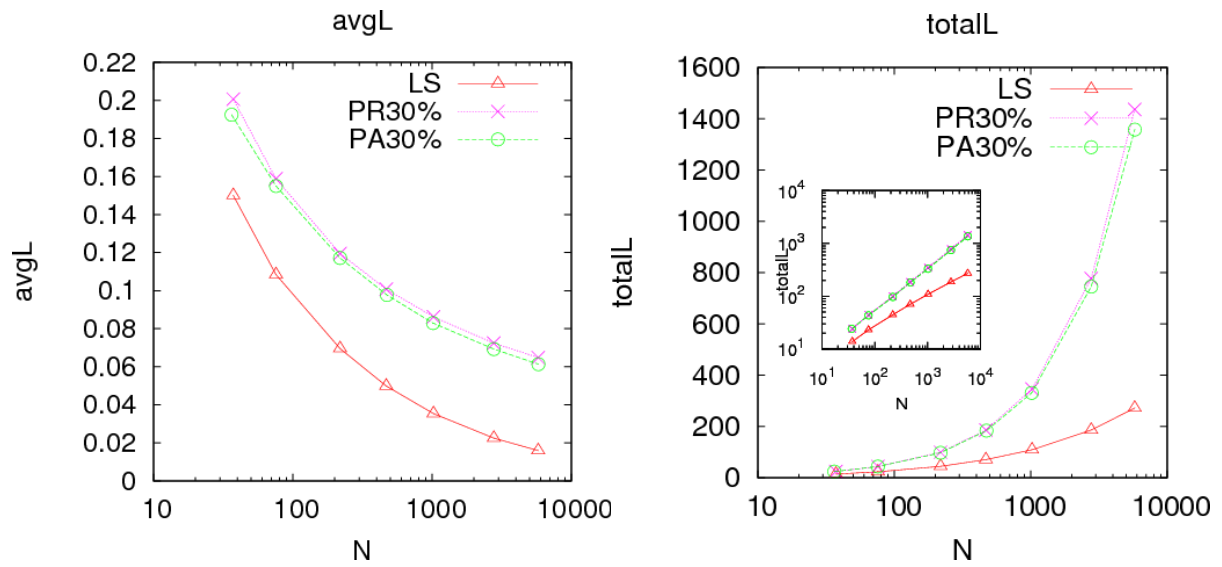 avgL
0.22
0.2
0.18
0.16
0.14
0.12
0.1
0.08
0.06
0.04
0.02
0
avgL
LS
PR30%
PA30%
10 100 1000 10000
N
totalL
1600
1400
1200
1000
800
600
400
200
0
totalL
LS
PR30%
PA30%
10^4
10^3
10^2
10^1
totalL
10^1 10^2 10^3 10^4
N
10 100 1000 10000
N